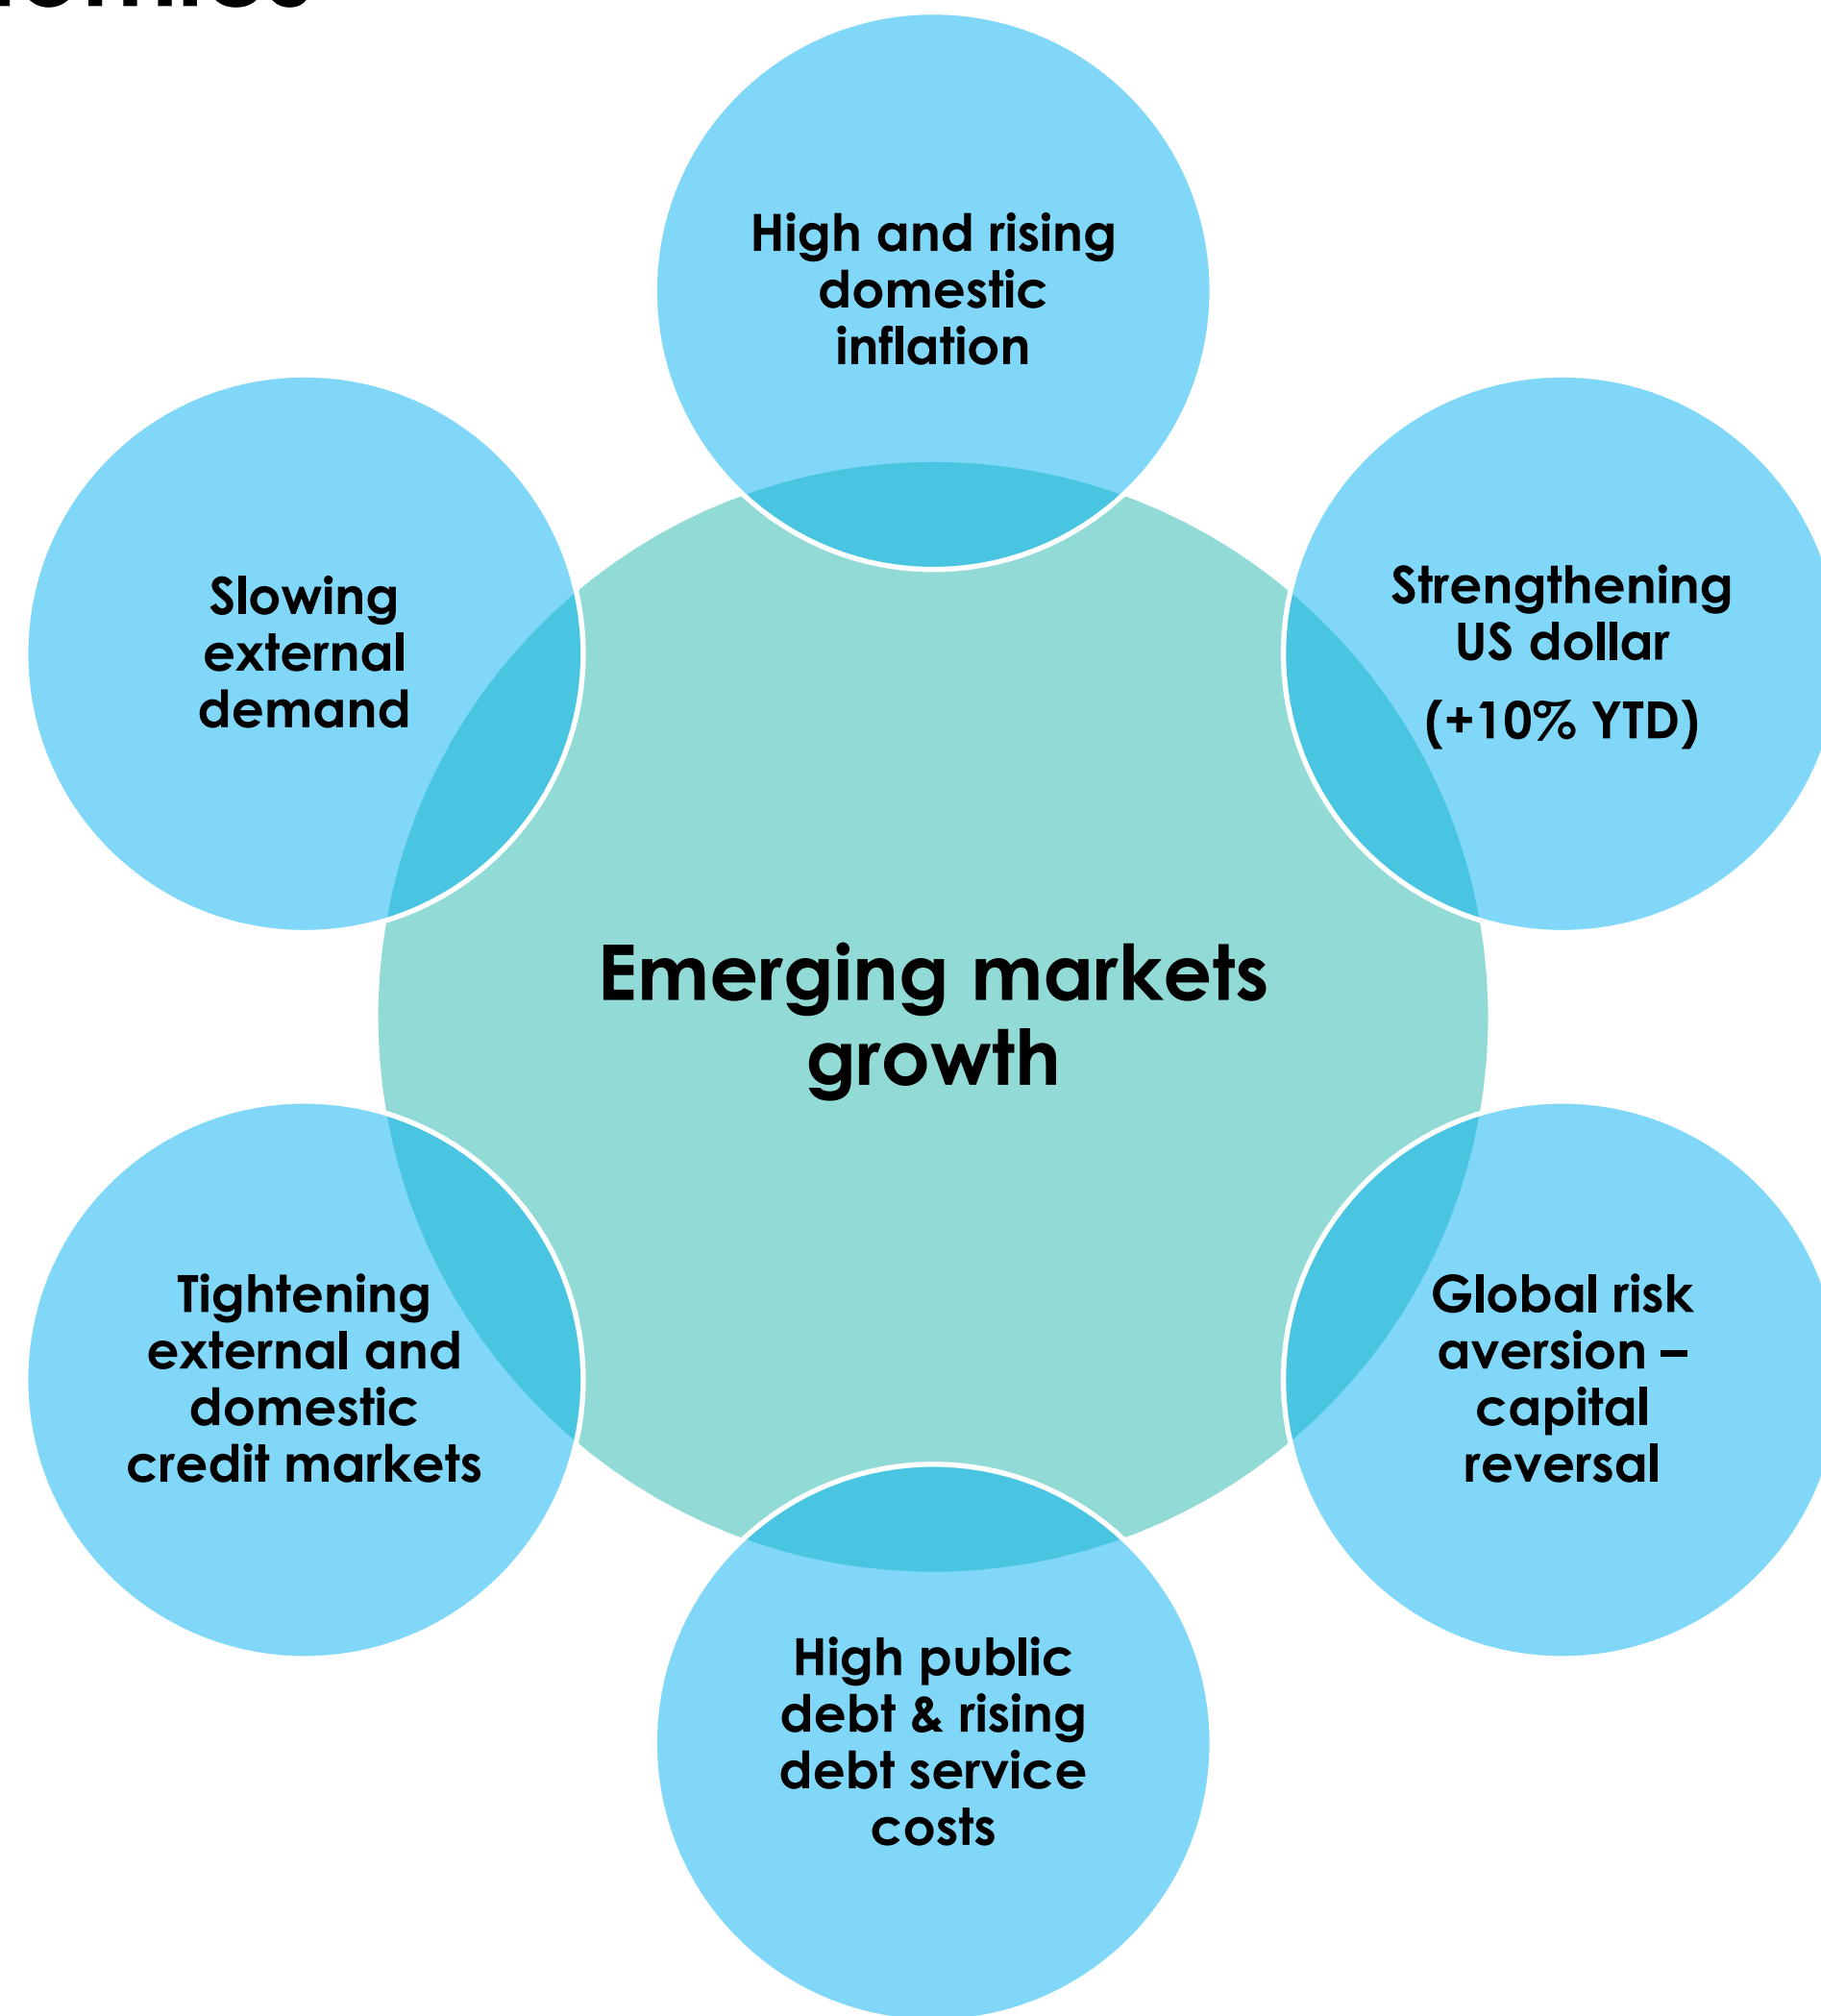 High and rising
domestic
inflation
Strengthening
US dollar
(+10% YTD)
Global risk
aversion –
capital
reversal
High public
debt & rising
debt service
costs
Tightening
external and
domestic
credit markets
Slowing
external
demand
Emerging markets
growth